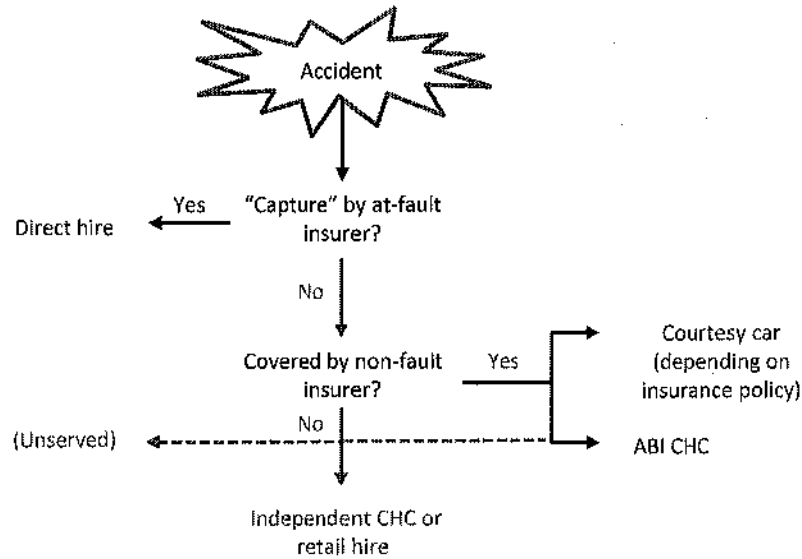 Accident
Yes
"Capture" by at-fault
insurer?
Direct hire
No
Covered by non-fault
insurer?
Yes
Courtesy car
(depending on
insurance policy)
No
(Unserved)
ABI CHC
Independent CHC or
retail hire